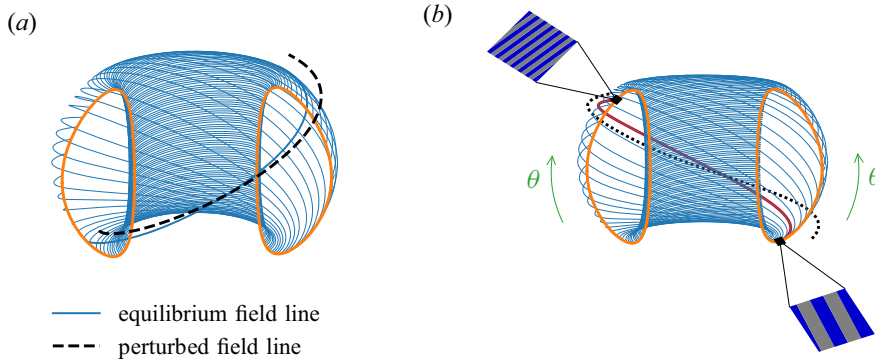 (a)
(b)
θ
θ
equilibrium field line
perturbed field line